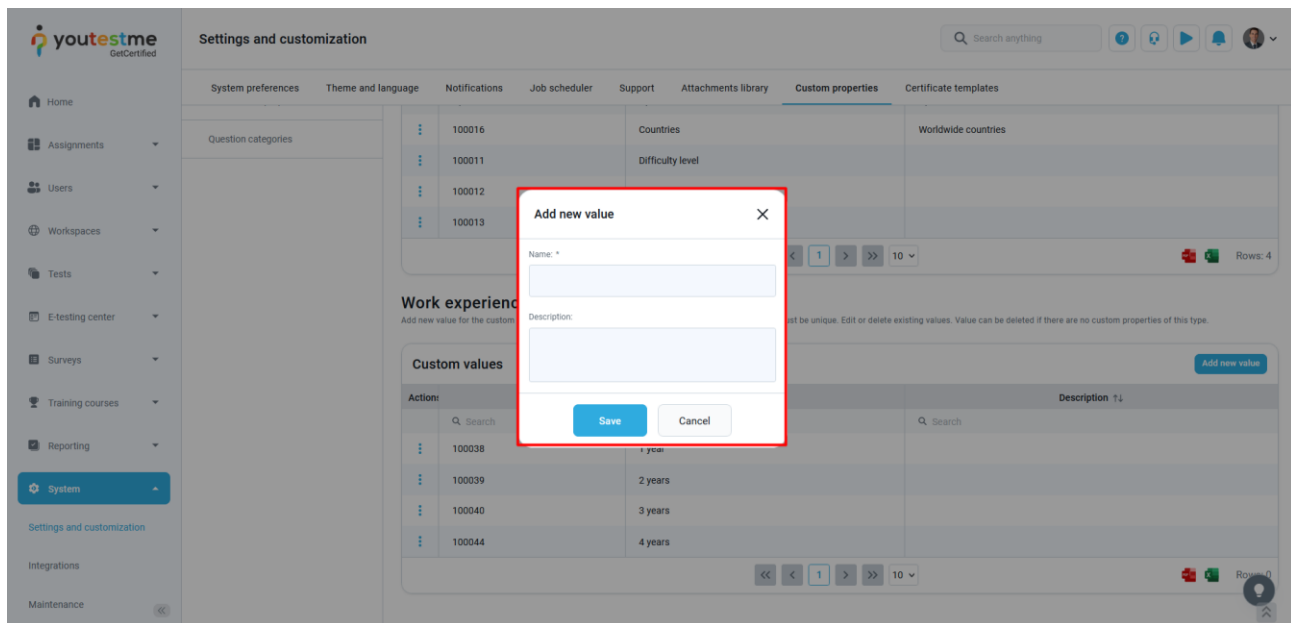 youtestme
GetCertified
Settings and customization
Search anything
System preferences Theme and language Notifications Job scheduler Support Attachments library Custom properties Certificate templates
Home
Assignments
Users
Workspaces
Tests
E-testing center
Surveys
Training courses
Reporting
System
Settings and customization
Integrations
Maintenance
Question categories
100016 Countries Worldwide countries
100011 Difficulty level
100012
100013
1 10 Rows: 4
Add new value
Name: *
Description:
Save Cancel
Work experienc
Add new value for the custom st be unique. Edit or delete existing values. Value can be deleted if there are no custom properties of this type.
Custom values Add new value
Actions Description
Search Search
100038 1 year
100039 2 years
100040 3 years
100044 4 years
1 10